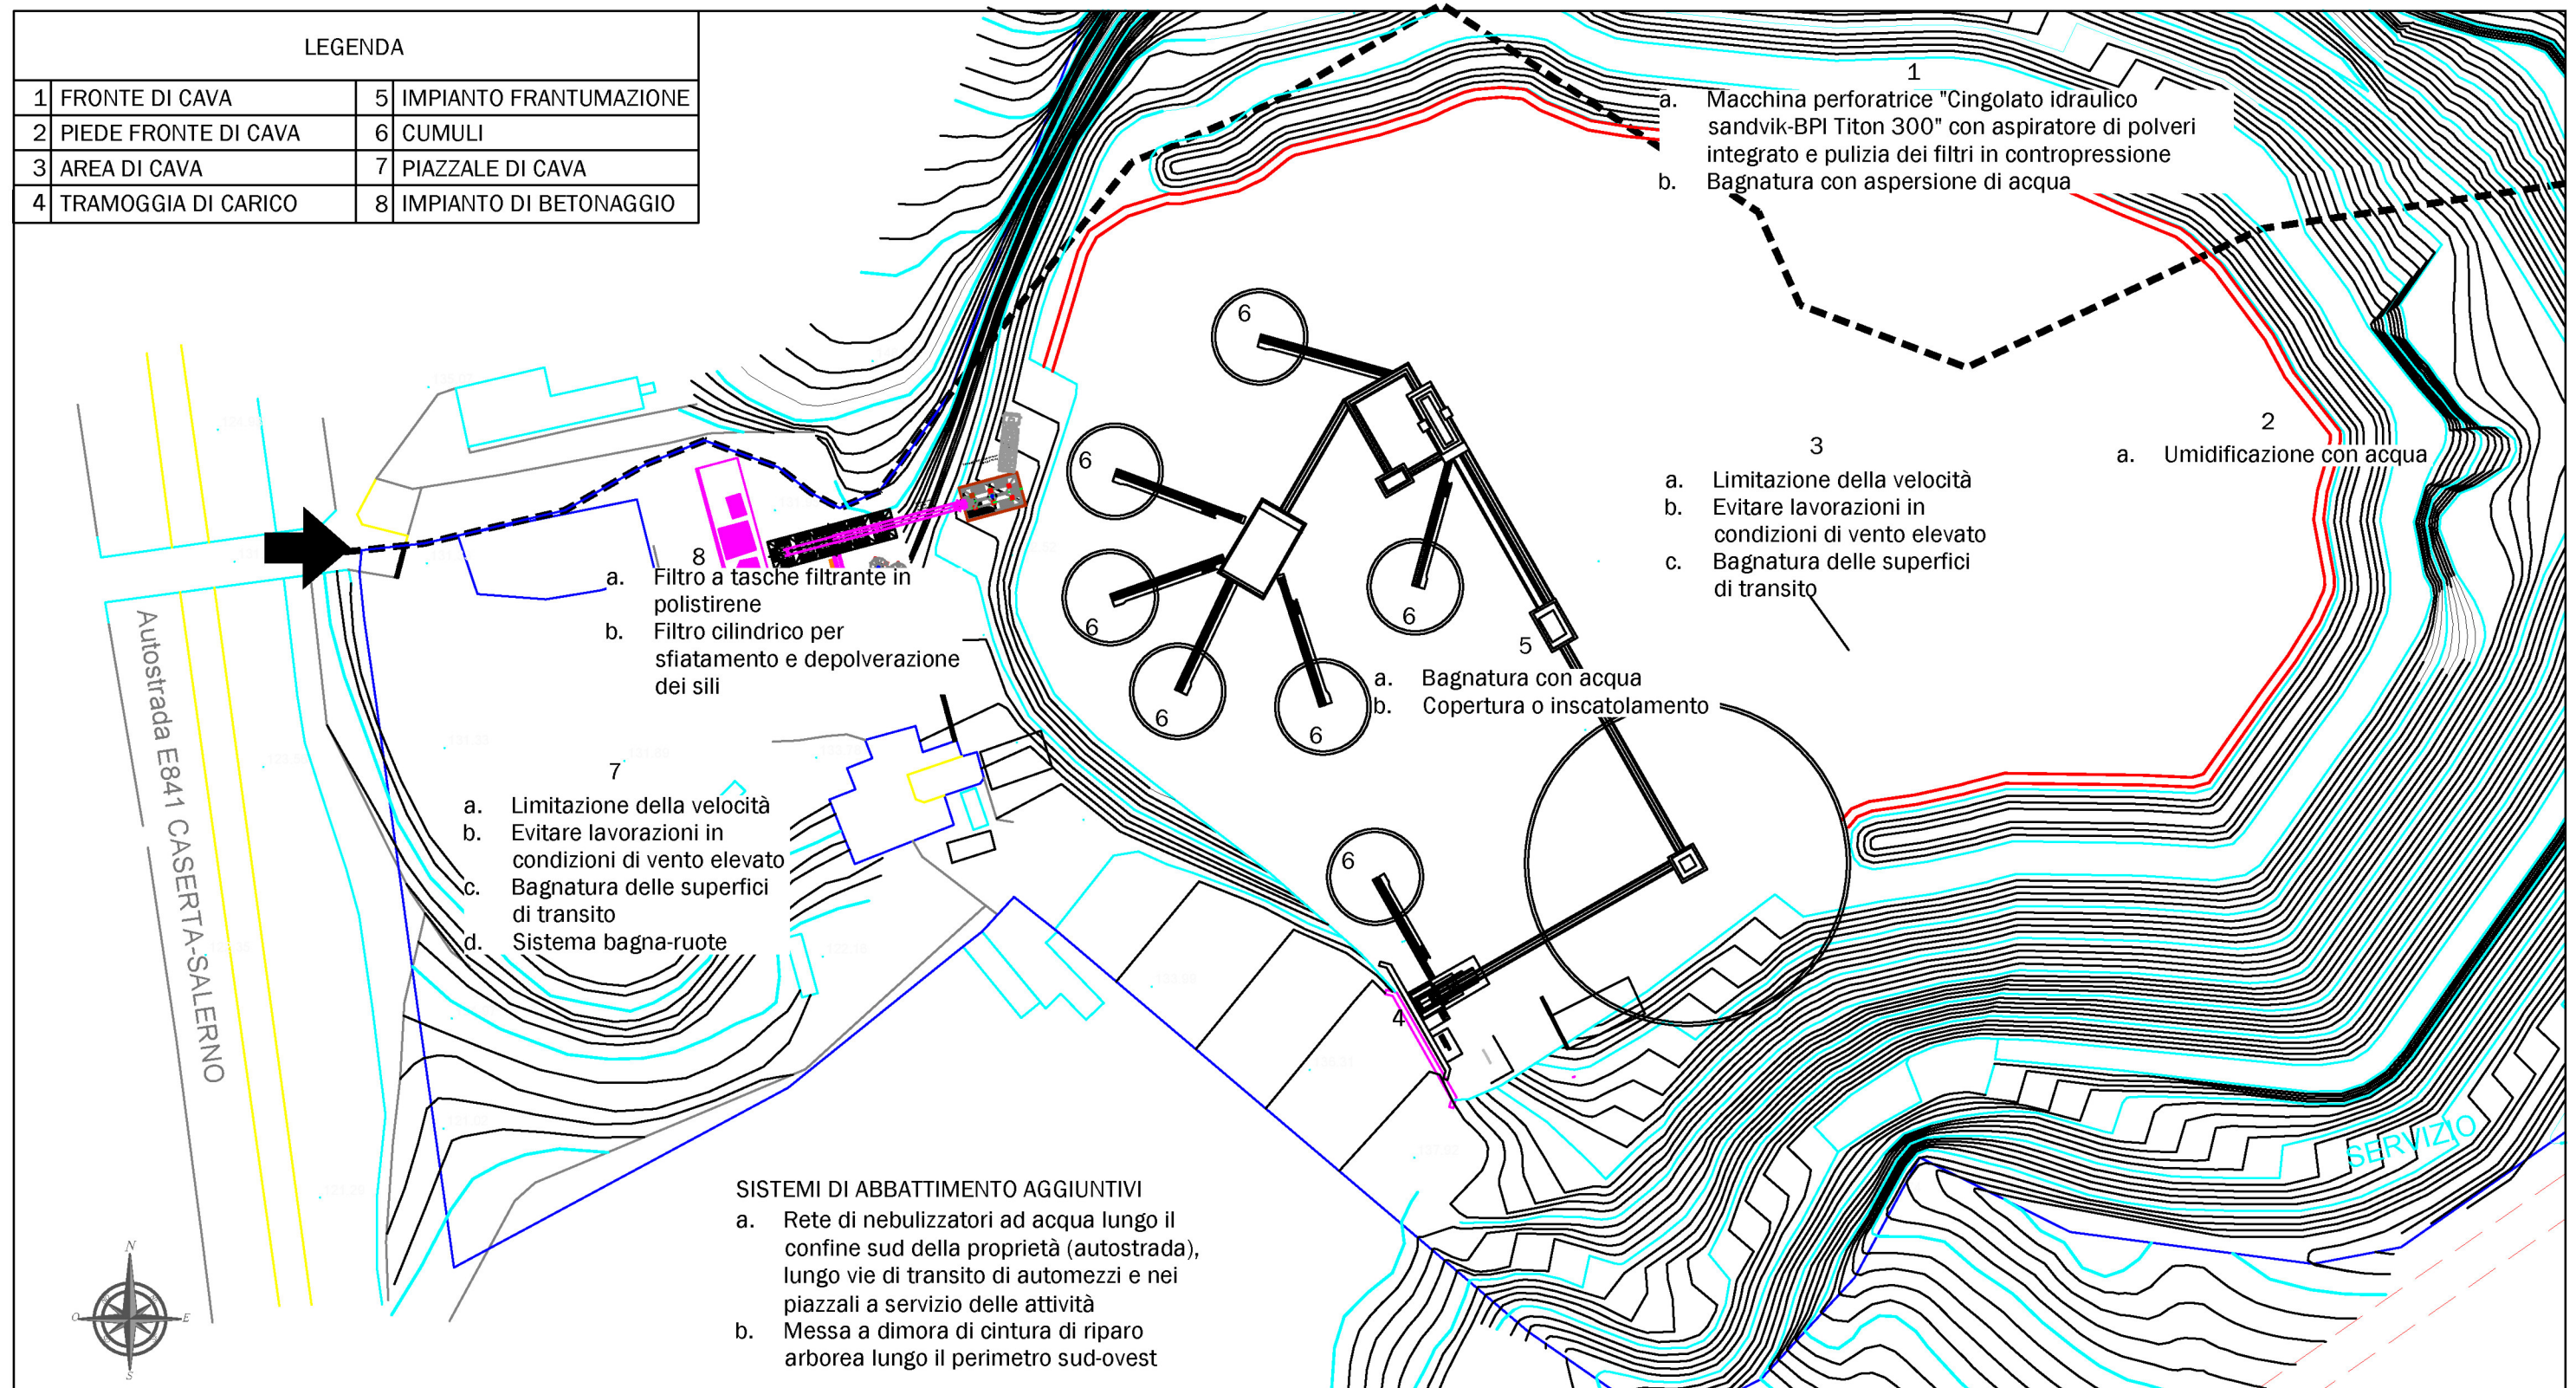 LEGENDA
1 FRONTE DI CAVA 5 IMPIANTO FRANTUMAZIONE
2 PIEDE FRONTE DI CAVA 6 CUMULI
3 AREA DI CAVA 7 PIAZZALE DI CAVA
4 TRAMOGGIA DI CARICO 8 IMPIANTO DI BETONAGGIO
1
a. Macchina perforatrice "Cingolato idraulico
sandvik-BPI Titon 300" con aspiratore di polveri
integrato e pulizia dei filtri in contropressione
b. Bagnatura con aspersione di acqua
2
a. Umidificazione con acqua
3
a. Limitazione della velocità
b. Evitare lavorazioni in
condizioni di vento elevato
c. Bagnatura delle superfici
di transito
6
6
6
6
6
6
6
4
5
a. Bagnatura con acqua
b. Copertura o inscatolamento
8
a. Filtro a tasche filtrante in
polistirene
b. Filtro cilindrico per
sfiatamento e depolverazione
dei sili
7
a. Limitazione della velocità
b. Evitare lavorazioni in
condizioni di vento elevato
c. Bagnatura delle superfici
di transito
d. Sistema bagna-ruote
Autostrada E841 CASERTA-SALERNO
SERVIZIO
SISTEMI DI ABBATTIMENTO AGGIUNTIVI
a. Rete di nebulizzatori ad acqua lungo il
confine sud della proprietà (autostrada),
lungo vie di transito di automezzi e nei
piazzali a servizio delle attività
b. Messa a dimora di cintura di riparo
arborea lungo il perimetro sud-ovest
N
O
E
S